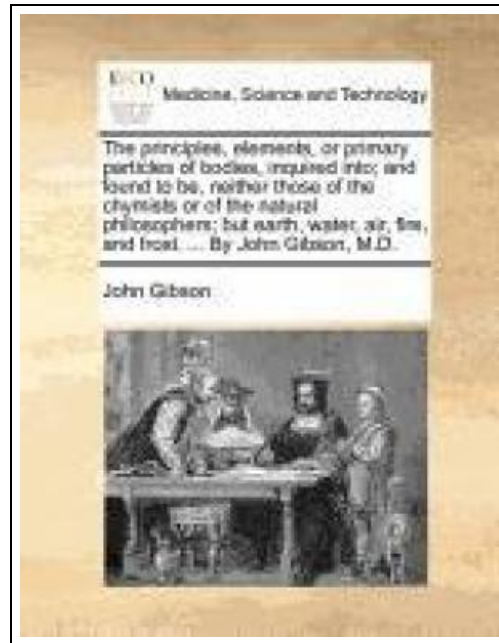 ECCO
Medicine, Science and Technology
The principles, elements, or primary
particles of bodies, inquired into; and
found to be, neither those of the
chymists or of the natural
philosophers; but earth, water, air, fire,
and frost. ... By John Gibson, M.D.
John Gibson